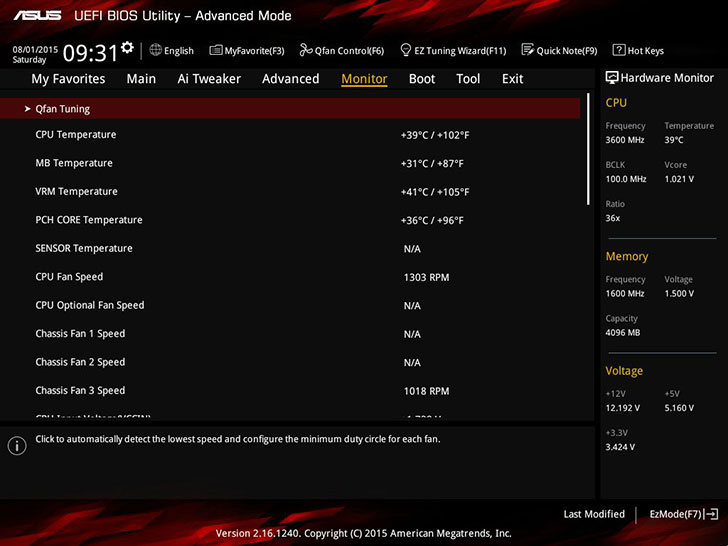 ASUS UEFI BIOS Utility – Advanced Mode
08/01/2015 Saturday 09:31 English MyFavorite(F3) Qfan Control(F6) EZ Tuning Wizard(F11) Quick Note(F9) ? Hot Keys
My Favorites Main Ai Tweaker Advanced Monitor Boot Tool Exit
Qfan Tuning
CPU Temperature +39°C / +102°F
MB Temperature +31°C / +87°F
VRM Temperature +41°C / +105°F
PCH CORE Temperature +36°C / +96°F
SENSOR Temperature N/A
CPU Fan Speed 1303 RPM
CPU Optional Fan Speed N/A
Chassis Fan 1 Speed N/A
Chassis Fan 2 Speed N/A
Chassis Fan 3 Speed 1018 RPM
Click to automatically detect the lowest speed and configure the minimum duty circle for each fan.
Hardware Monitor
CPU
Frequency Temperature
3600 MHz 39°C
BCLK Vcore
100.0 MHz 1.021 V
Ratio
36x
Memory
Frequency Voltage
1600 MHz 1.500 V
Capacity
4096 MB
Voltage
+12V +5V
12.192 V 5.160 V
+3.3V
3.424 V
Last Modified EzMode(F7)
Version 2.16.1240. Copyright (C) 2015 American Megatrends, Inc.